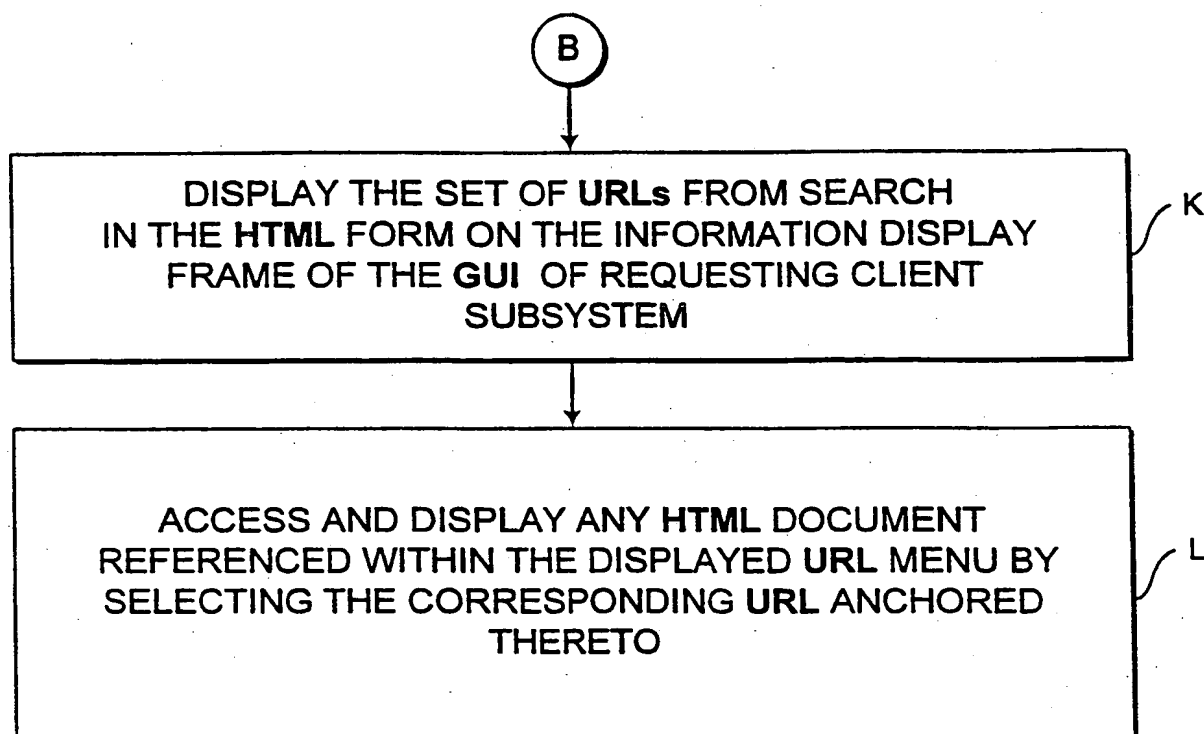 B
DISPLAY THE SET OF URLs FROM SEARCH
IN THE HTML FORM ON THE INFORMATION DISPLAY
FRAME OF THE GUI OF REQUESTING CLIENT
SUBSYSTEM
K
ACCESS AND DISPLAY ANY HTML DOCUMENT
REFERENCED WITHIN THE DISPLAYED URL MENU BY
SELECTING THE CORRESPONDING URL ANCHORED
THERETO
L